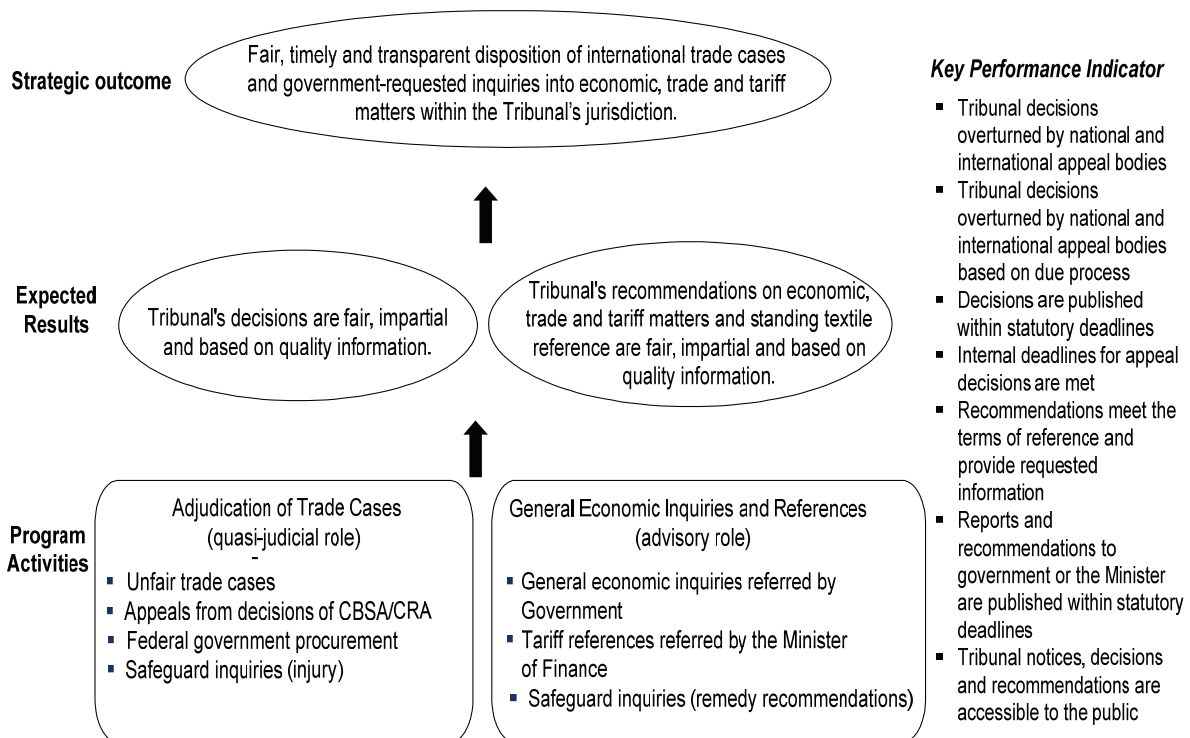 Strategic outcome
Fair, timely and transparent disposition of international trade cases
and government-requested inquiries into economic, trade and tariff
matters within the Tribunal's jurisdiction.
Expected
Results
Tribunal's decisions are fair, impartial
and based on quality information.
Tribunal's recommendations on economic,
trade and tariff matters and standing textile
reference are fair, impartial and based on
quality information.
Program
Activities
Adjudication of Trade Cases
(quasi-judicial role)
▪ Unfair trade cases
▪ Appeals from decisions of CBSA/CRA
▪ Federal government procurement
▪ Safeguard inquiries (injury)
General Economic Inquiries and References
(advisory role)
▪ General economic inquiries referred by
Government
▪ Tariff references referred by the Minister
of Finance
▪ Safeguard inquiries (remedy recommendations)
Key Performance Indicator
▪ Tribunal decisions
overturned by national and
international appeal bodies
▪ Tribunal decisions
overturned by national and
international appeal bodies
based on due process
▪ Decisions are published
within statutory deadlines
▪ Internal deadlines for appeal
decisions are met
▪ Recommendations meet the
terms of reference and
provide requested
information
▪ Reports and
recommendations to
government or the Minister
are published within statutory
deadlines
▪ Tribunal notices, decisions
and recommendations are
accessible to the public